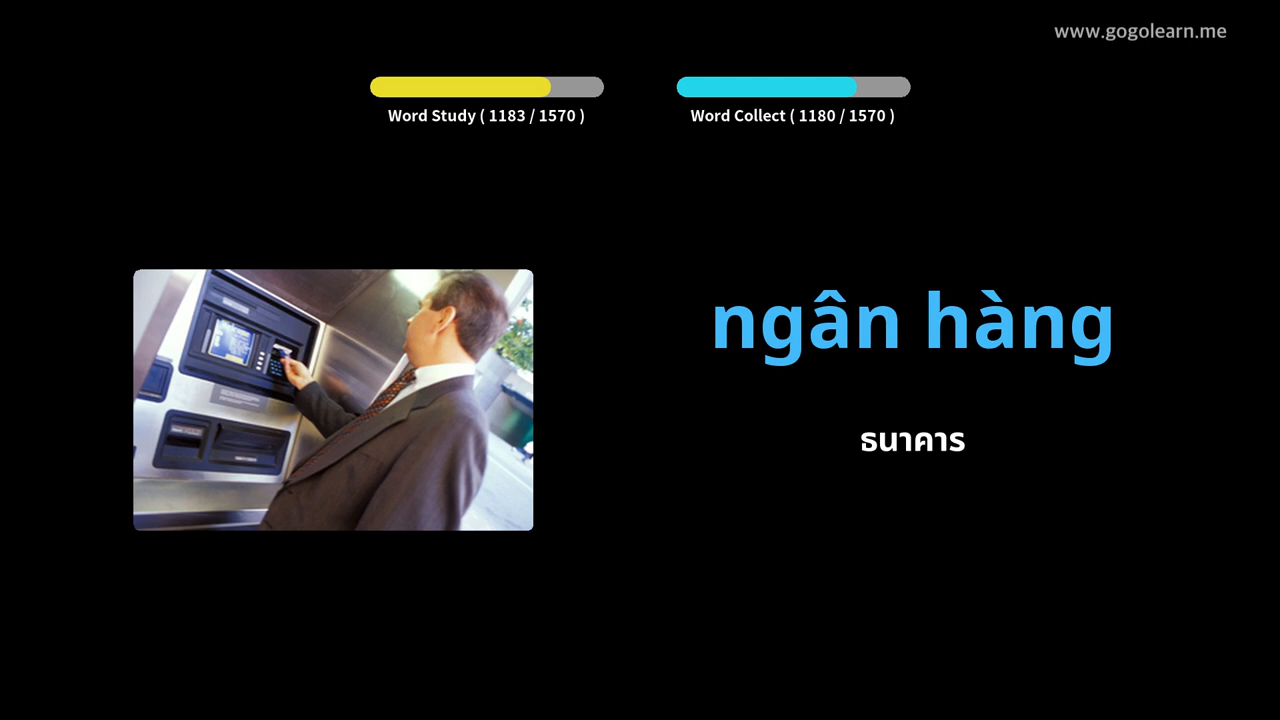 www.gogolearn.me
Word Study ( 1183 / 1570 )
Word Collect ( 1180 / 1570 )
ngân hàng
ธนาคาร